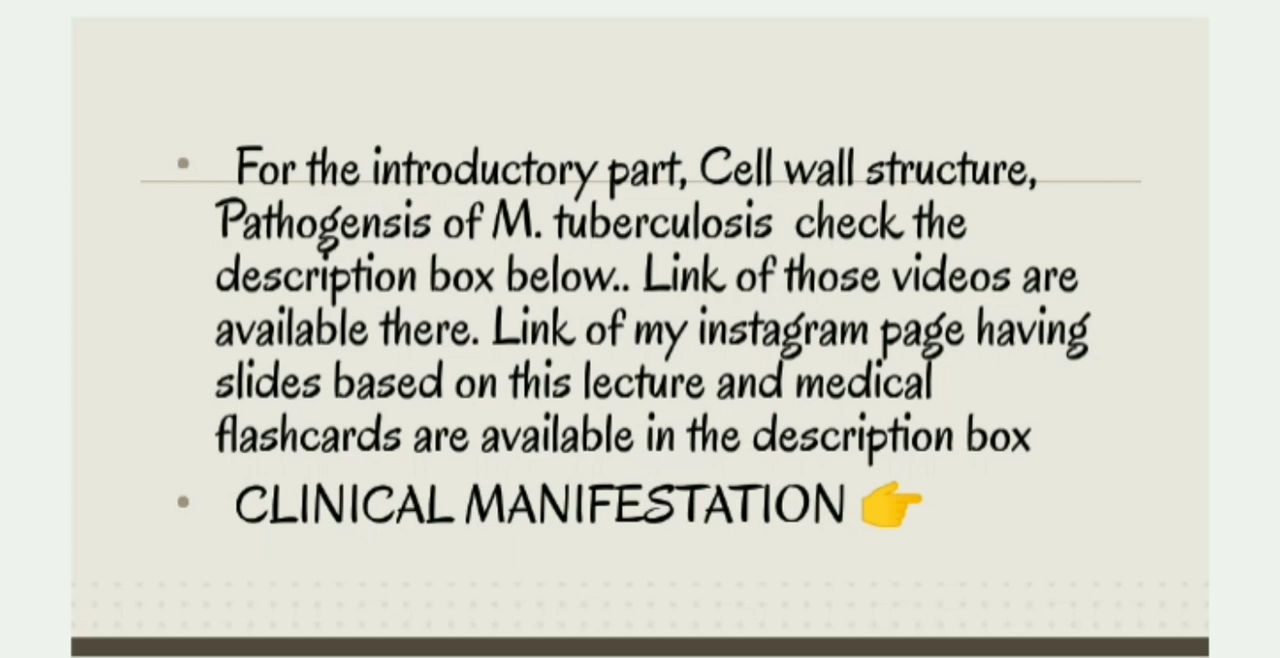 • For the introductory part, Cell wall structure,
Pathogensis of M. tuberculosis check the
description box below.. Link of those videos are
available there. Link of my instagram page having
slides based on this lecture and medical
flashcards are available in the description box
• CLINICAL MANIFESTATION 👉